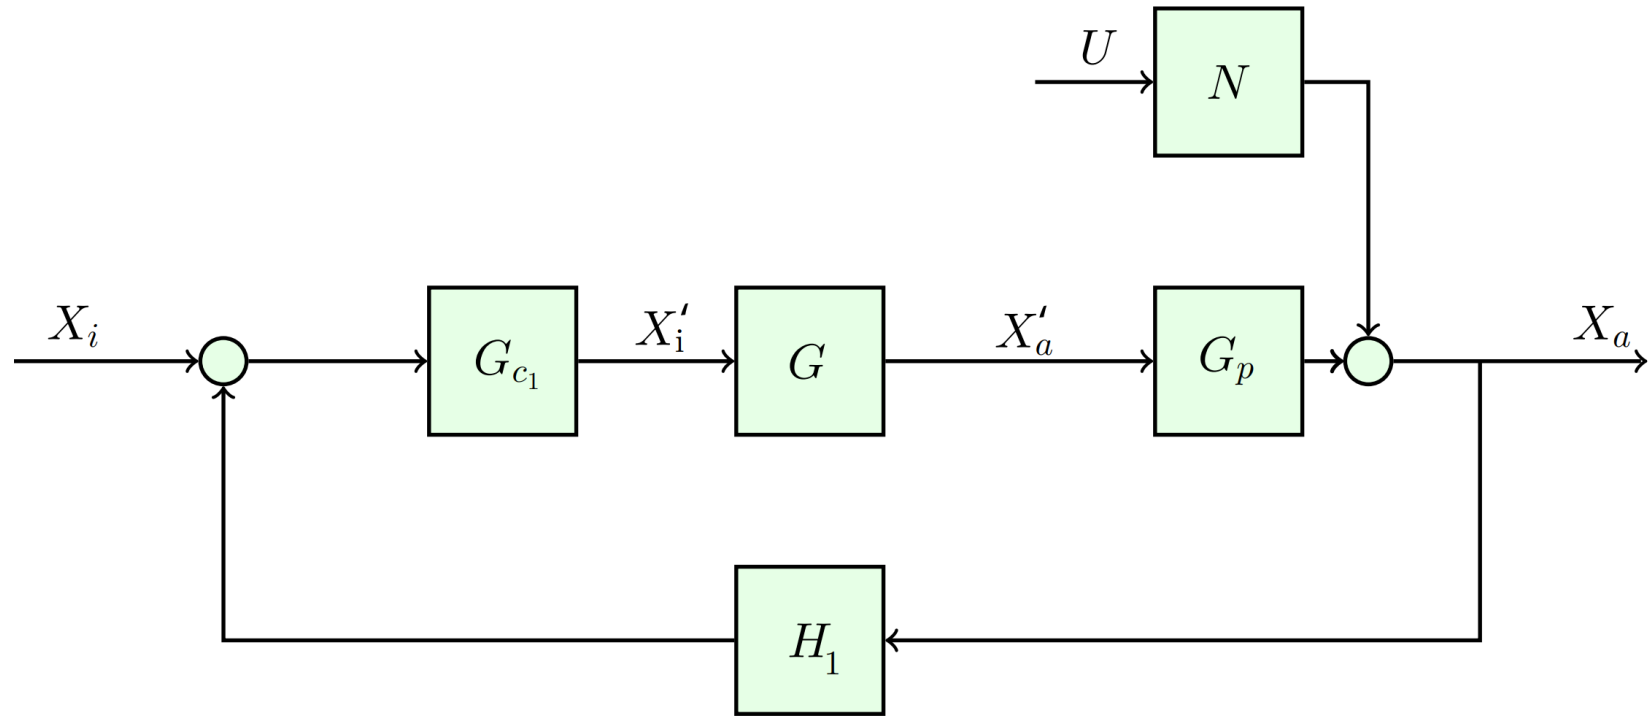 U
N
X_i
G_{c_1}
X_i'
G
X_a'
G_p
X_a
H_1